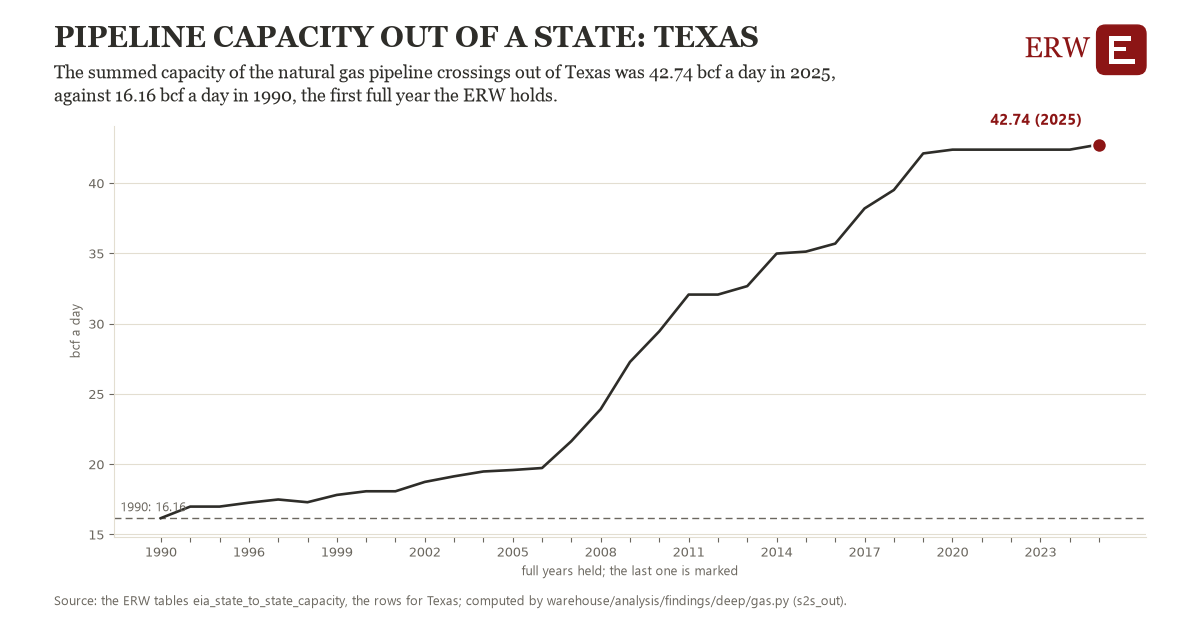 PIPELINE CAPACITY OUT OF A STATE: TEXAS
ERW E
The summed capacity of the natural gas pipeline crossings out of Texas was 42.74 bcf a day in 2025,
against 16.16 bcf a day in 1990, the first full year the ERW holds.
42.74 (2025)
40
35
30
25
20
15
bcf a day
1990: 16.16
1990 1996 1999 2002 2005 2008 2011 2014 2017 2020 2023
full years held; the last one is marked
Source: the ERW tables eia_state_to_state_capacity, the rows for Texas; computed by warehouse/analysis/findings/deep/gas.py (s2s_out).